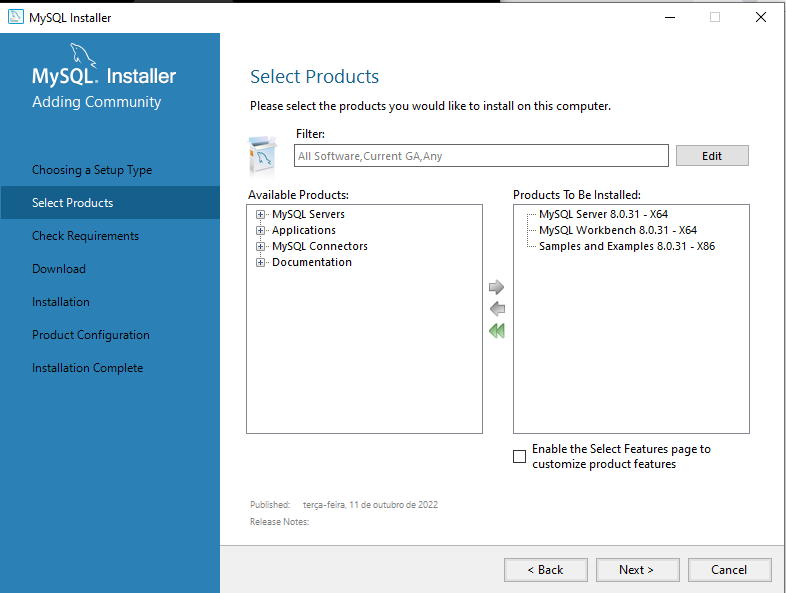 MySQL Installer
MySQL. Installer
Adding Community
Choosing a Setup Type
Select Products
Check Requirements
Download
Installation
Product Configuration
Installation Complete
Select Products
Please select the products you would like to install on this computer.
Filter:
All Software,Current GA,Any
Edit
Available Products:
MySQL Servers
Applications
MySQL Connectors
Documentation
Products To Be Installed:
MySQL Server 8.0.31 - X64
MySQL Workbench 8.0.31 - X64
Samples and Examples 8.0.31 - X86
Enable the Select Features page to
customize product features
Published: terça-feira, 11 de outubro de 2022
Release Notes:
< Back
Next >
Cancel